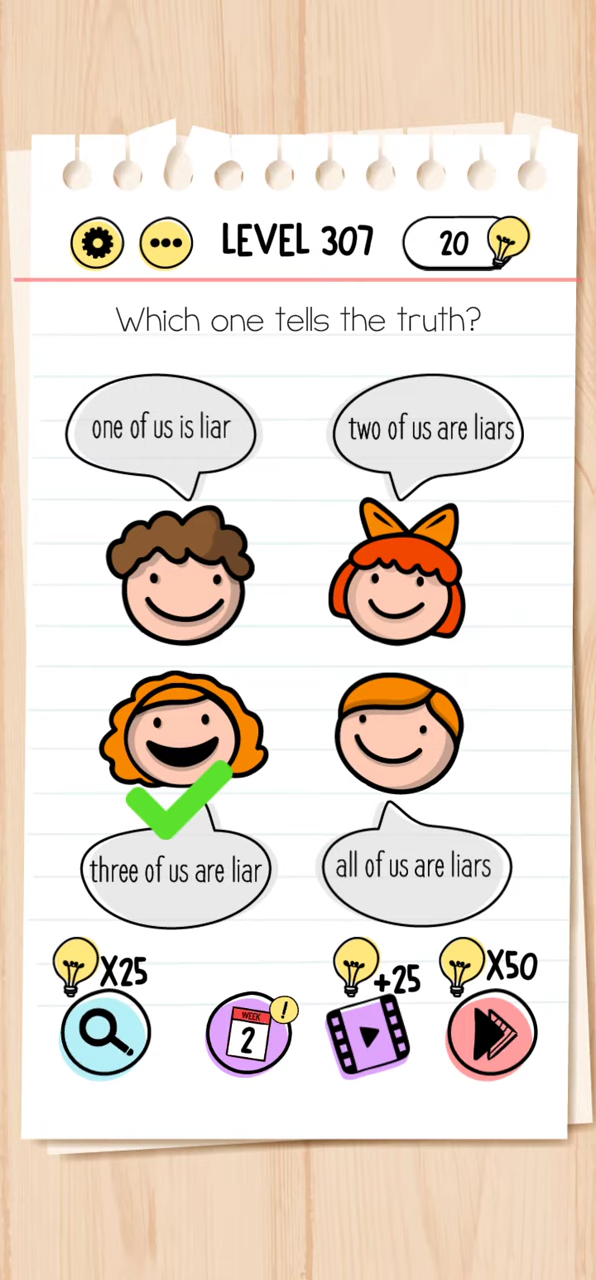 LEVEL 307
20
Which one tells the truth?
one of us is liar
two of us are liars
three of us are liar
all of us are liars
X25
WEEK
2
!
+25
X50